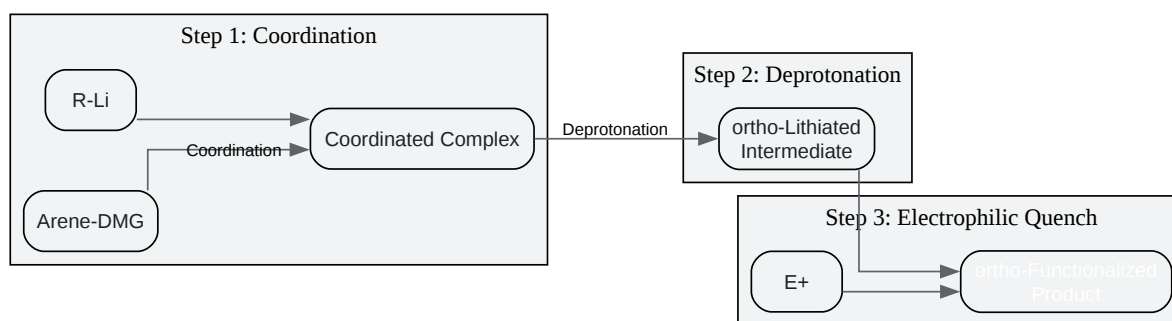 Step 1: Coordination
R-Li
Coordinated Complex
Coordination
Arene-DMG
Deprotonation
Step 2: Deprotonation
ortho-Lithiated
Intermediate
Step 3: Electrophilic Quench
E+
ortho-Functionalized
Product